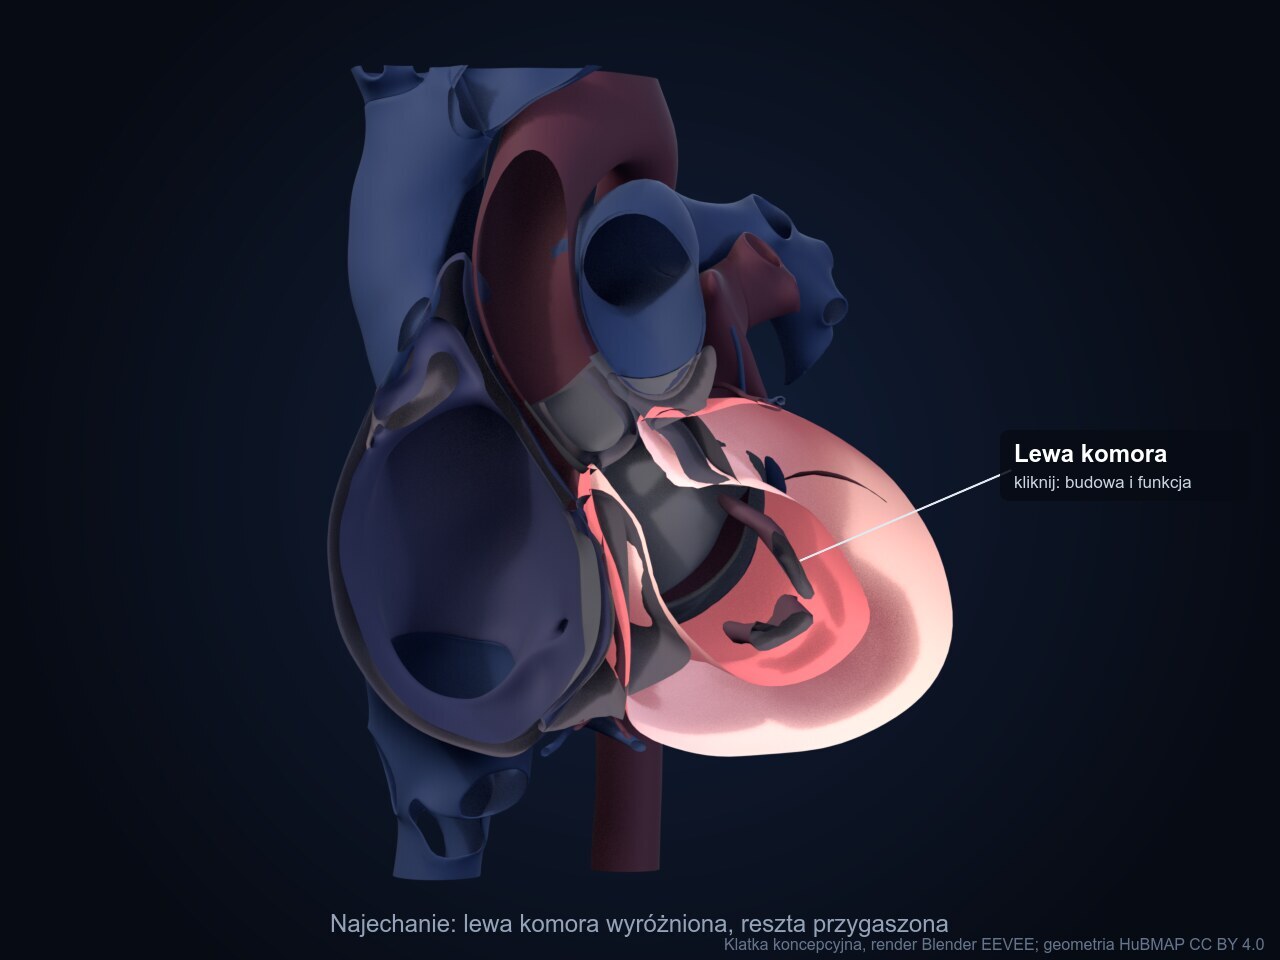 Lewa komora
kliknij: budowa i funkcja
Najechanie: lewa komora wyróżniona, reszta przygaszona
Klatka koncepcyjna, render Blender EEVEE; geometria HuBMAP CC BY 4.0